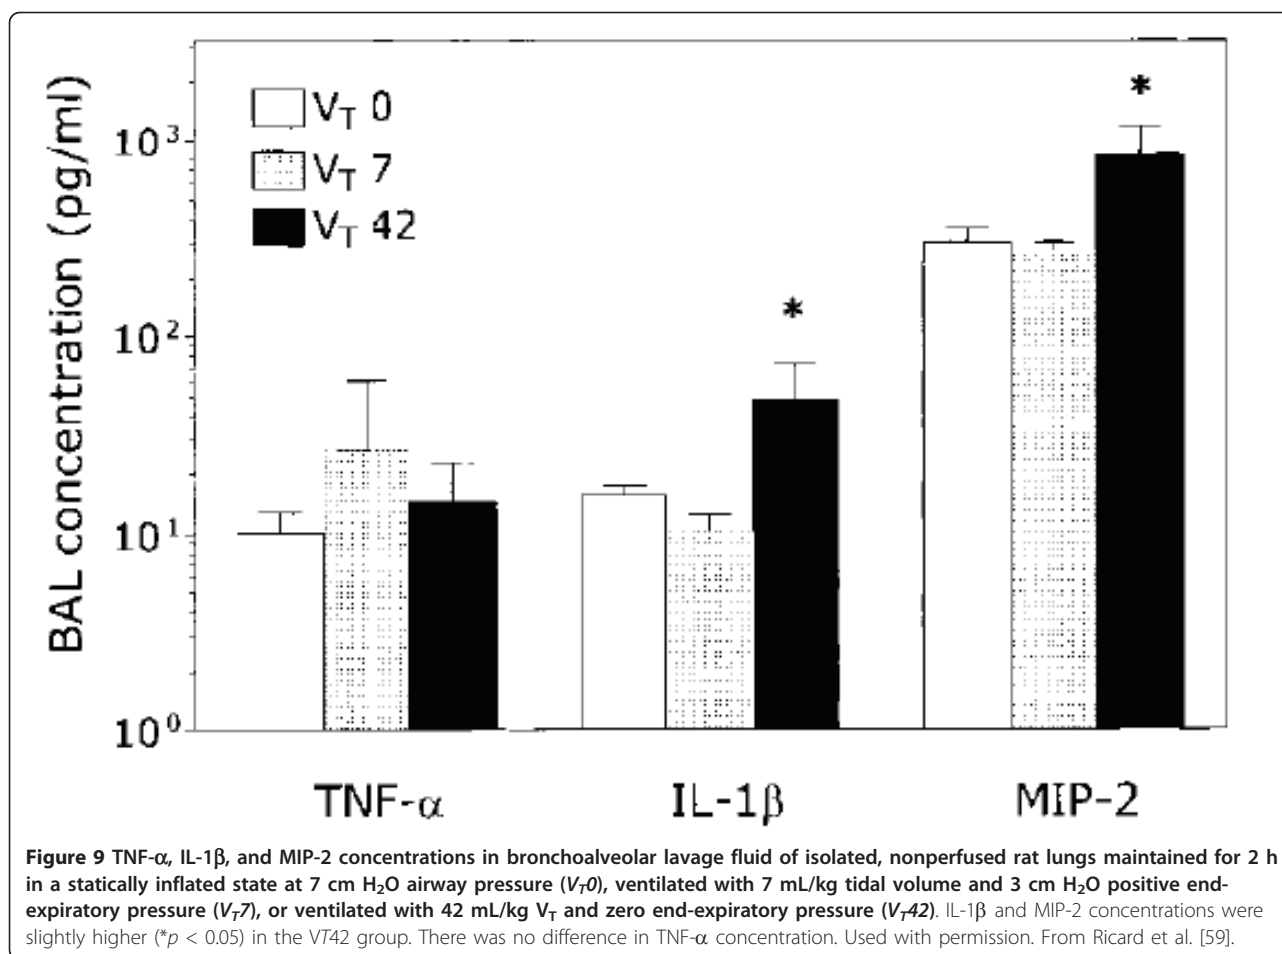 BAL concentration (pg/ml)
10³
10²
10¹
10⁰
V_T 0
V_T 7
V_T 42
*
*
TNF-α IL-1β MIP-2
Figure 9 TNF-α, IL-1β, and MIP-2 concentrations in bronchoalveolar lavage fluid of isolated, nonperfused rat lungs maintained for 2 h
in a statically inflated state at 7 cm H₂O airway pressure (V_T0), ventilated with 7 mL/kg tidal volume and 3 cm H₂O positive end-
expiratory pressure (V_T7), or ventilated with 42 mL/kg V_T and zero end-expiratory pressure (V_T42). IL-1β and MIP-2 concentrations were
slightly higher (*p < 0.05) in the VT42 group. There was no difference in TNF-α concentration. Used with permission. From Ricard et al. [59].